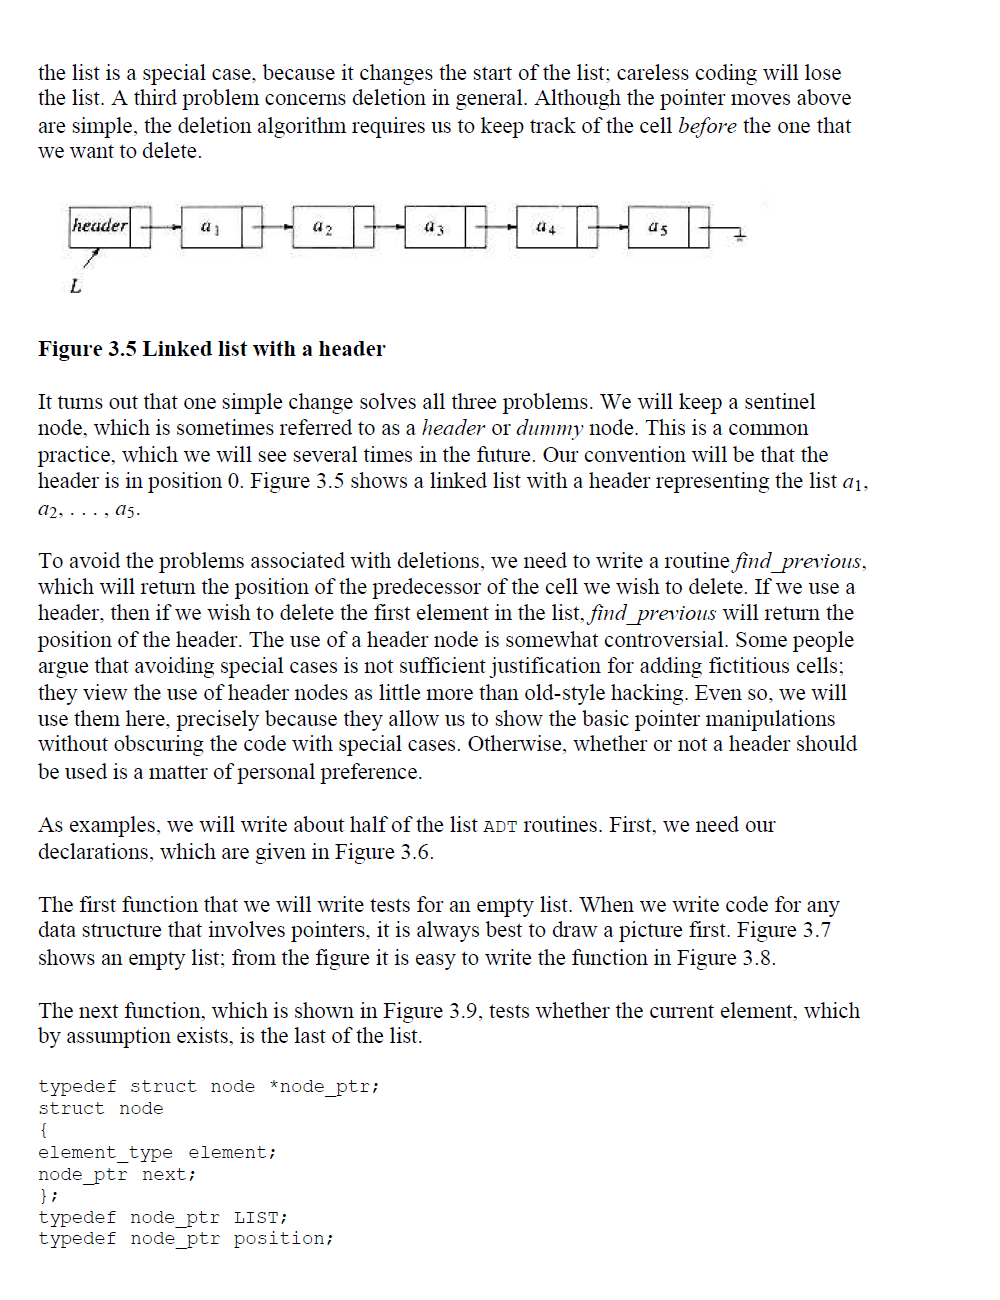 the list is a special case, because it changes the start of the list; careless coding will lose
the list. A third problem concerns deletion in general. Although the pointer moves above
are simple, the deletion algorithm requires us to keep track of the cell before the one that
we want to delete.
header a1 a2 a3 a4 a5
L
Figure 3.5 Linked list with a header
It turns out that one simple change solves all three problems. We will keep a sentinel
node, which is sometimes referred to as a header or dummy node. This is a common
practice, which we will see several times in the future. Our convention will be that the
header is in position 0. Figure 3.5 shows a linked list with a header representing the list a1,
a2, . . . , a5.
To avoid the problems associated with deletions, we need to write a routine find_previous,
which will return the position of the predecessor of the cell we wish to delete. If we use a
header, then if we wish to delete the first element in the list, find_previous will return the
position of the header. The use of a header node is somewhat controversial. Some people
argue that avoiding special cases is not sufficient justification for adding fictitious cells;
they view the use of header nodes as little more than old-style hacking. Even so, we will
use them here, precisely because they allow us to show the basic pointer manipulations
without obscuring the code with special cases. Otherwise, whether or not a header should
be used is a matter of personal preference.
As examples, we will write about half of the list ADT routines. First, we need our
declarations, which are given in Figure 3.6.
The first function that we will write tests for an empty list. When we write code for any
data structure that involves pointers, it is always best to draw a picture first. Figure 3.7
shows an empty list; from the figure it is easy to write the function in Figure 3.8.
The next function, which is shown in Figure 3.9, tests whether the current element, which
by assumption exists, is the last of the list.
typedef struct node *node_ptr;
struct node
{
element_type element;
node_ptr next;
};
typedef node_ptr LIST;
typedef node_ptr position;